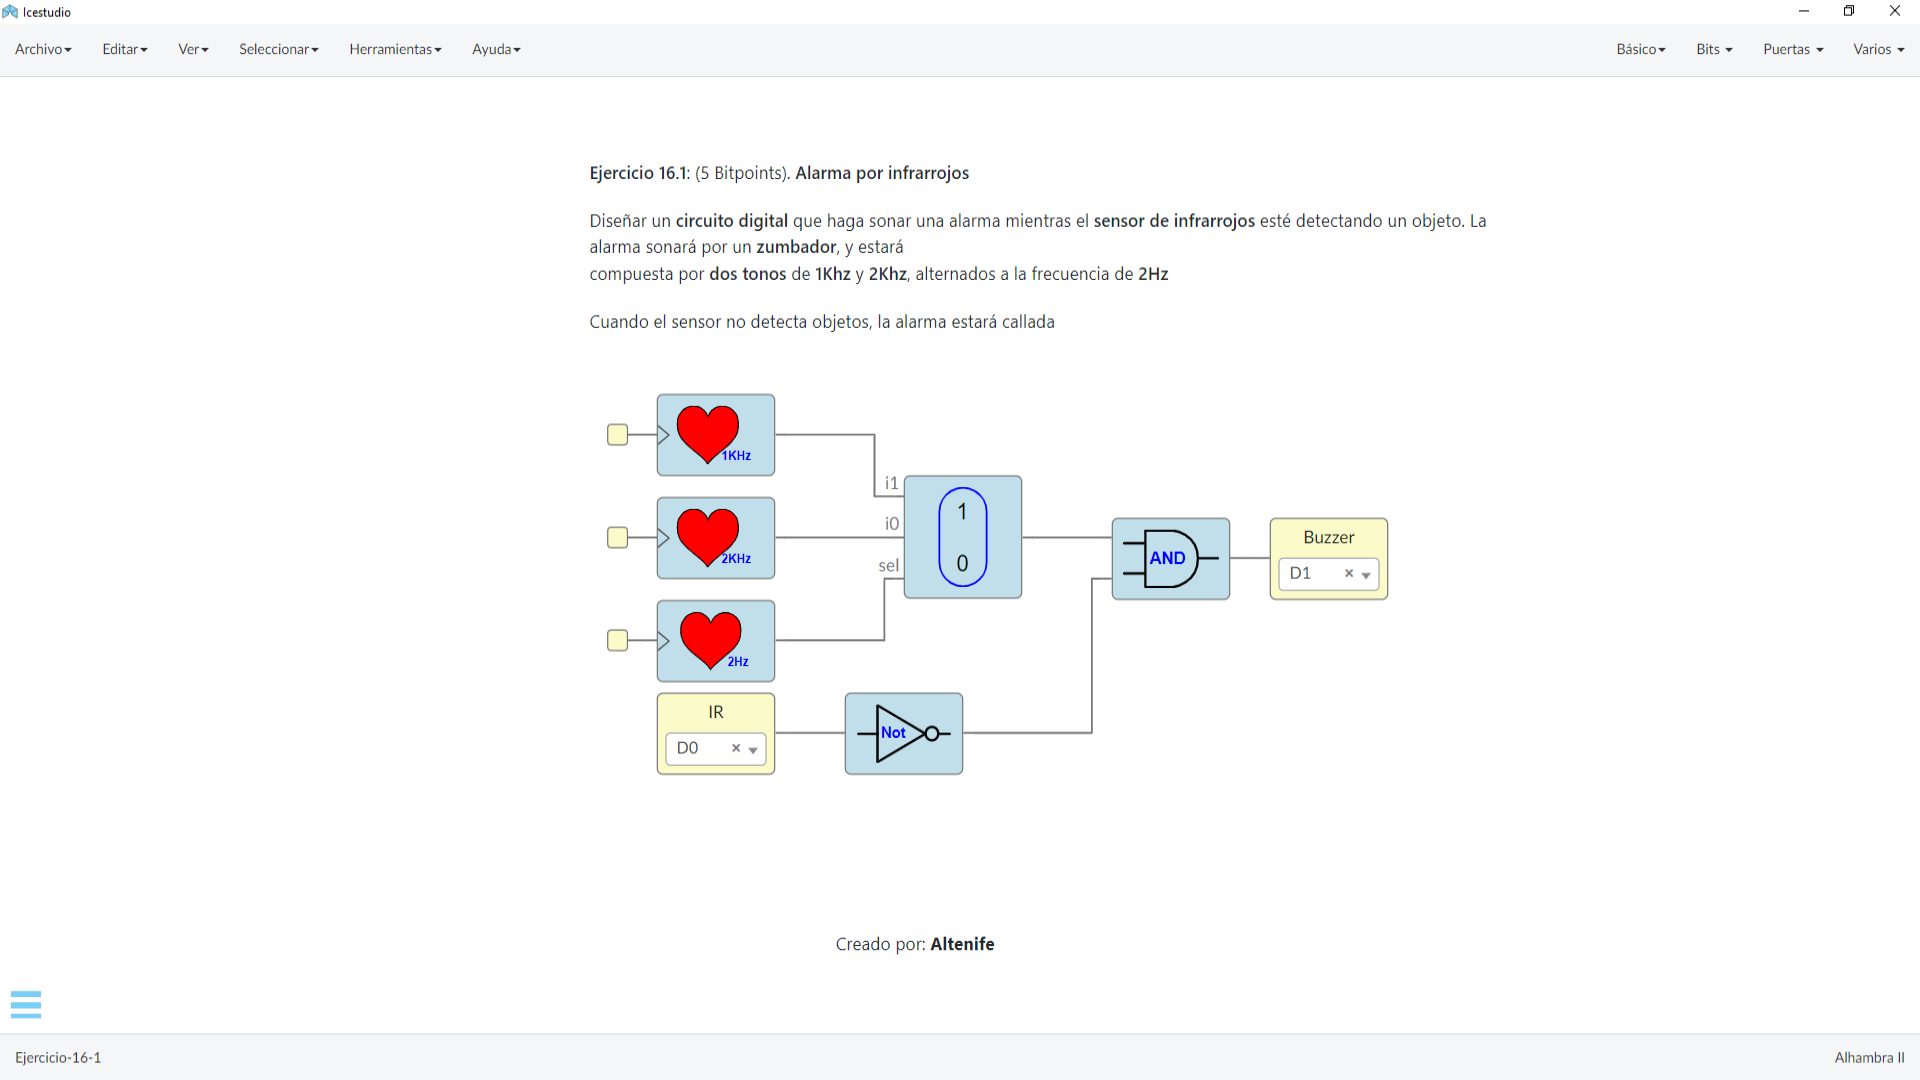 Icestudio
Archivo Editar Ver Seleccionar Herramientas Ayuda Básico Bits Puertas Varios
Ejercicio 16.1: (5 Bitpoints). Alarma por infrarrojos
Diseñar un circuito digital que haga sonar una alarma mientras el sensor de infrarrojos esté detectando un objeto. La
alarma sonará por un zumbador, y estará
compuesta por dos tonos de 1Khz y 2Khz, alternados a la frecuencia de 2Hz
Cuando el sensor no detecta objetos, la alarma estará callada
1KHz
i1
1
i0
2KHz
sel
0
AND
Buzzer
D1 ×
2Hz
IR
D0 ×
Not
Creado por: Altenife
Ejercicio-16-1 Alhambra II